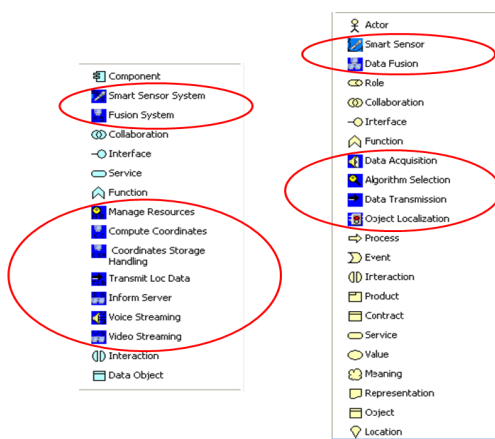 Component
Smart Sensor System
Fusion System
Collaboration
Interface
Service
Function
Manage Resources
Compute Coordinates
Coordinates Storage
Handling
Transmit Loc Data
Inform Server
Voice Streaming
Video Streaming
Interaction
Data Object
Actor
Smart Sensor
Data Fusion
Role
Collaboration
Interface
Function
Data Acquisition
Algorithm Selection
Data Transmission
Object Localization
Process
Event
Interaction
Product
Contract
Service
Value
Meaning
Representation
Object
Location